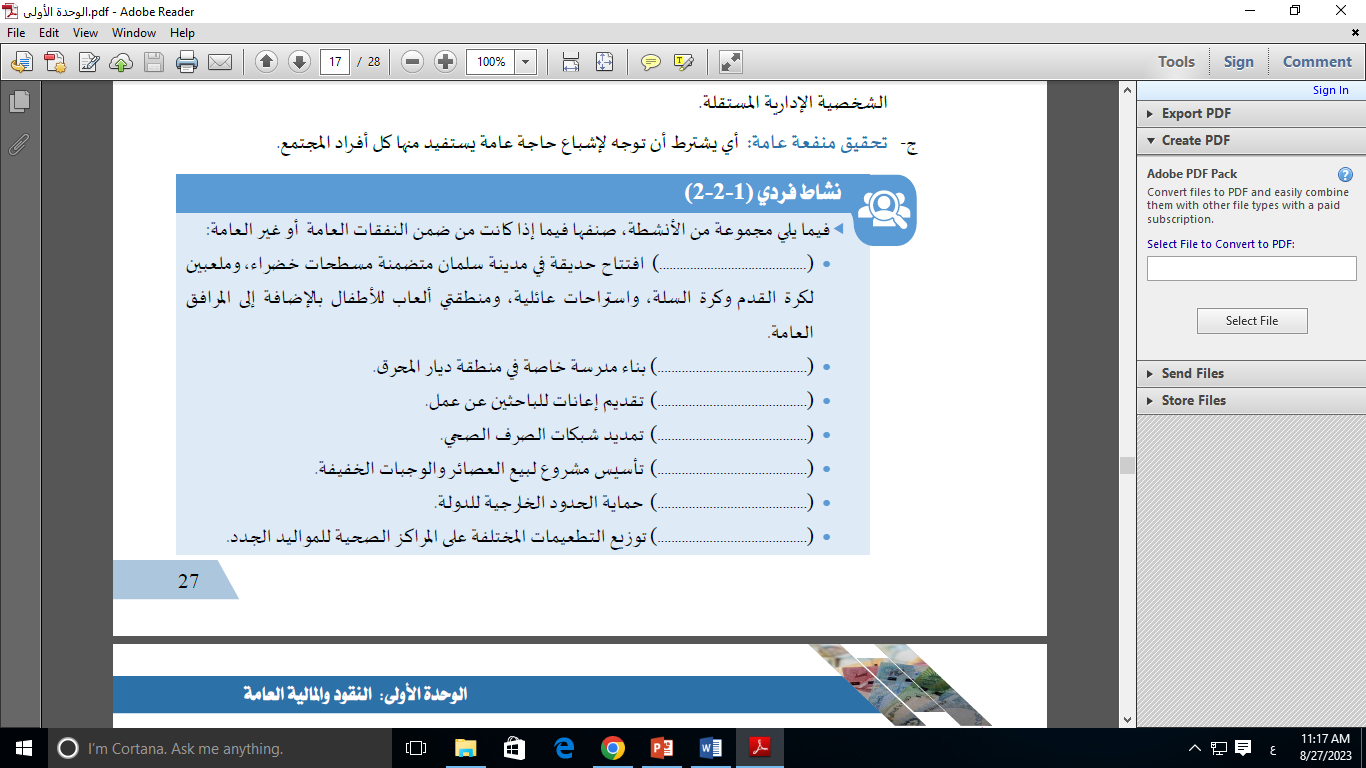 الوحدة الأولى.pdf - Adobe Reader
File Edit View Window Help
17 / 28 100% Tools Sign Comment
Sign In
Export PDF
Create PDF
Adobe PDF Pack
Convert files to PDF and easily combine
them with other file types with a paid
subscription.
Select File to Convert to PDF:
Select File
Send Files
Store Files
الشخصية الإدارية المستقلة.
ج- تحقيق منفعة عامة: أي يشترط أن توجه لإشباع حاجة عامة يستفيد منها كل أفراد المجتمع.
نشاط فردي (1-2-2)
فيما يلي مجموعة من الأنشطة، صنفها فيما إذا كانت من ضمن النفقات العامة أو غير العامة:
• (...........................................) افتتاح حديقة في مدينة سلمان متضمنة مسطحات خضراء، وملعبين
لكرة القدم وكرة السلة، واستراحات عائلية، ومنطقتي ألعاب للأطفال بالإضافة إلى المرافق
العامة.
• (...........................................) بناء مدرسة خاصة في منطقة ديار المحرق.
• (...........................................) تقديم إعانات للباحثين عن عمل.
• (...........................................) تمديد شبكات الصرف الصحي.
• (...........................................) تأسيس مشروع لبيع العصائر والوجبات الخفيفة.
• (...........................................) حماية الحدود الخارجية للدولة.
• (...........................................) توزيع التطعيمات المختلفة على المراكز الصحية للمواليد الجدد.
27
الوحدة الأولى: النقود والمالية العامة
I'm Cortana. Ask me anything.
ع
11:17 AM
8/27/2023